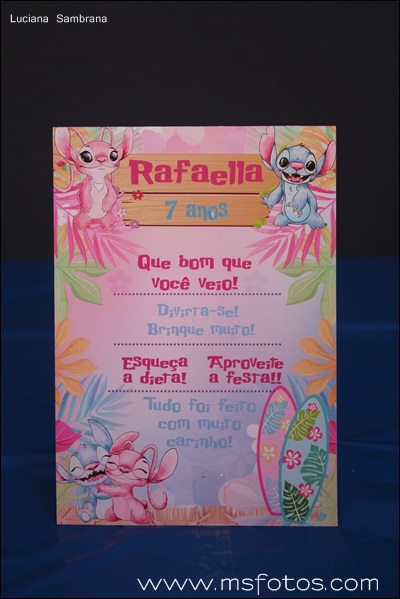 Luciana Sambrana
Rafaella
7 anos
Que bom que
você veio!
Divirta-se!
Brinque muito!
Esqueça
a dieta!
Aproveite
a festa!!
Tudo foi feito
com muito
carinho!
www.msfotos.com